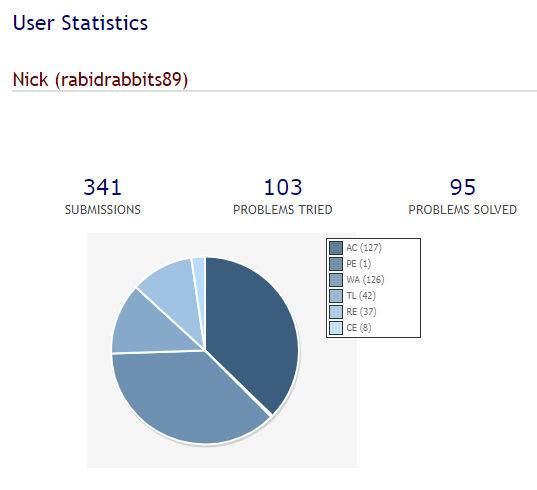 User Statistics
Nick (rabidrabbits89)
341 103 95
SUBMISSIONS PROBLEMS TRIED PROBLEMS SOLVED
AC (127)
PE (1)
WA (126)
TL (42)
RE (37)
CE (8)